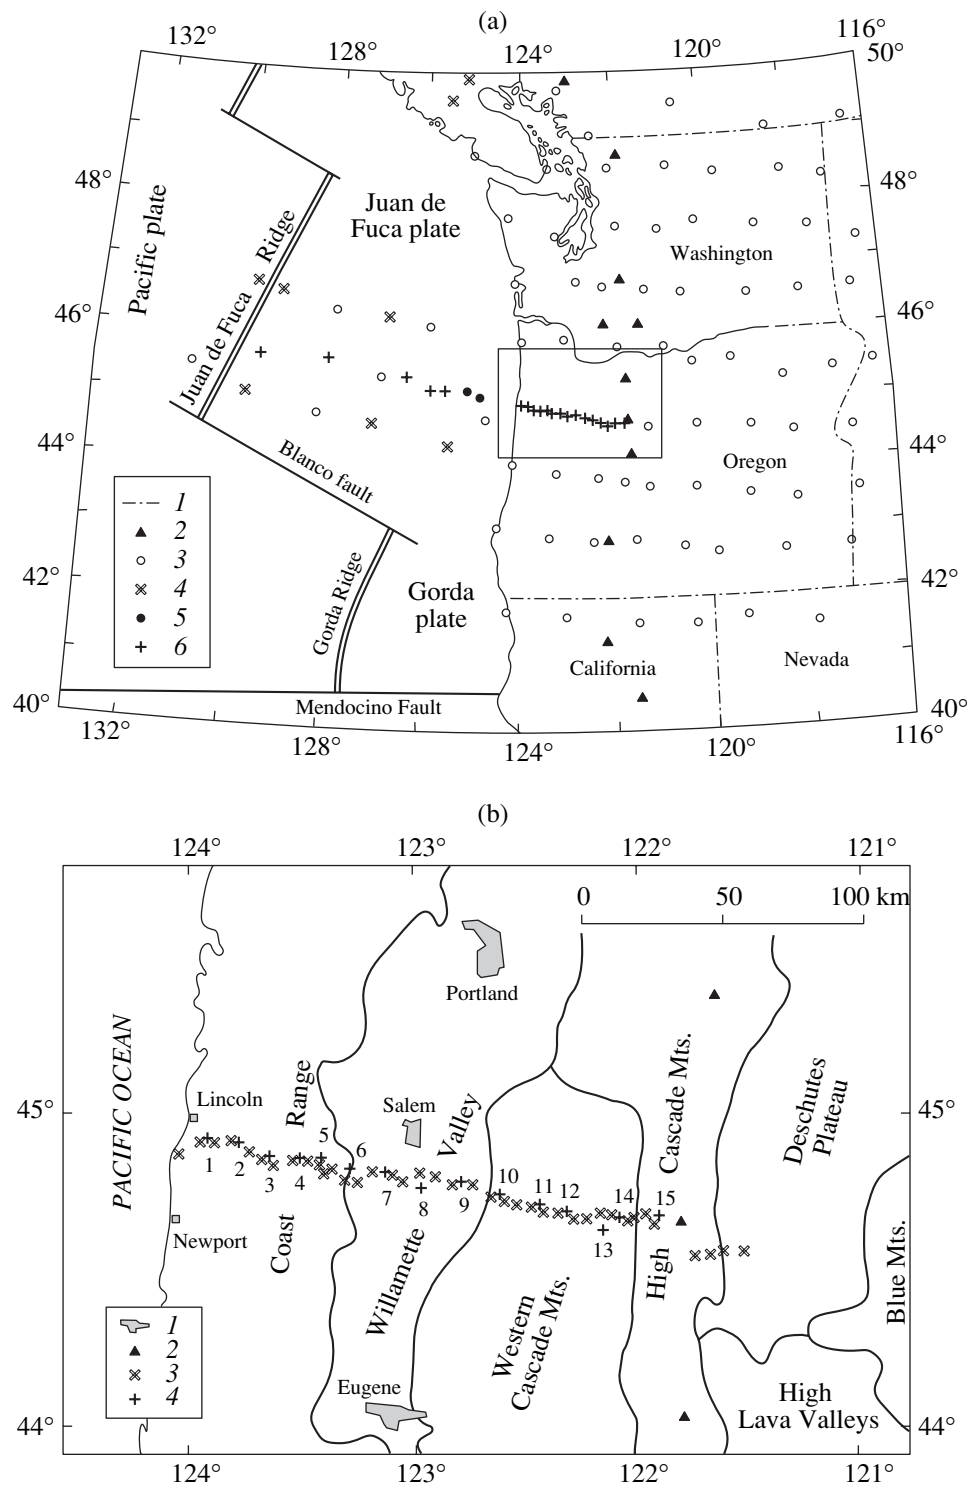 (a)
132°
128°
124°
120°
116°
50°
48°
48°
46°
46°
44°
44°
42°
42°
40°
40°
Pacific plate
Juan de Fuca
Ridge
Juan de
Fuca plate
Washington
Oregon
Blanco fault
Gorda Ridge
Gorda
plate
California
Nevada
Mendocino Fault
1
2
3
4
5
6
132°
128°
124°
120°
116°
(b)
124°
123°
122°
121°
0
50
100 km
Portland
PACIFIC OCEAN
Lincoln
Range
Salem
Valley
Cascade Mts.
Deschutes
Plateau
45°
45°
1
2
3
4
5
6
7
8
9
10
11
12
13
14
15
Newport
Coast
Willamette
Western
Cascade Mts.
High
Blue Mts.
Eugene
High
Lava Valleys
1
2
3
4
44°
44°
124°
123°
122°
121°